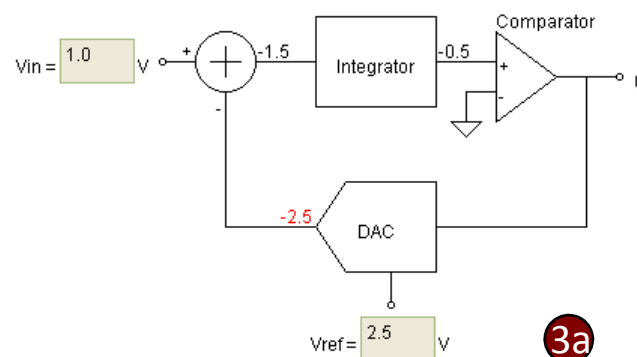 Comparator
Vin = 1.0 V
+
-1.5
Integrator
-0.5
+
-
-
-2.5
DAC
Vref = 2.5 V
3a